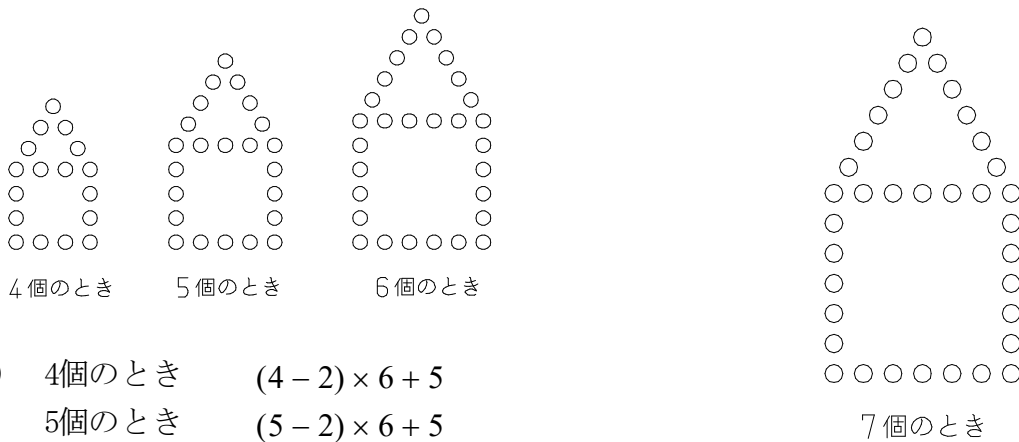 4個のとき 5個のとき 6個のとき
7個のとき
) 4個のとき (4 − 2) × 6 + 5
5個のとき (5 − 2) × 6 + 5